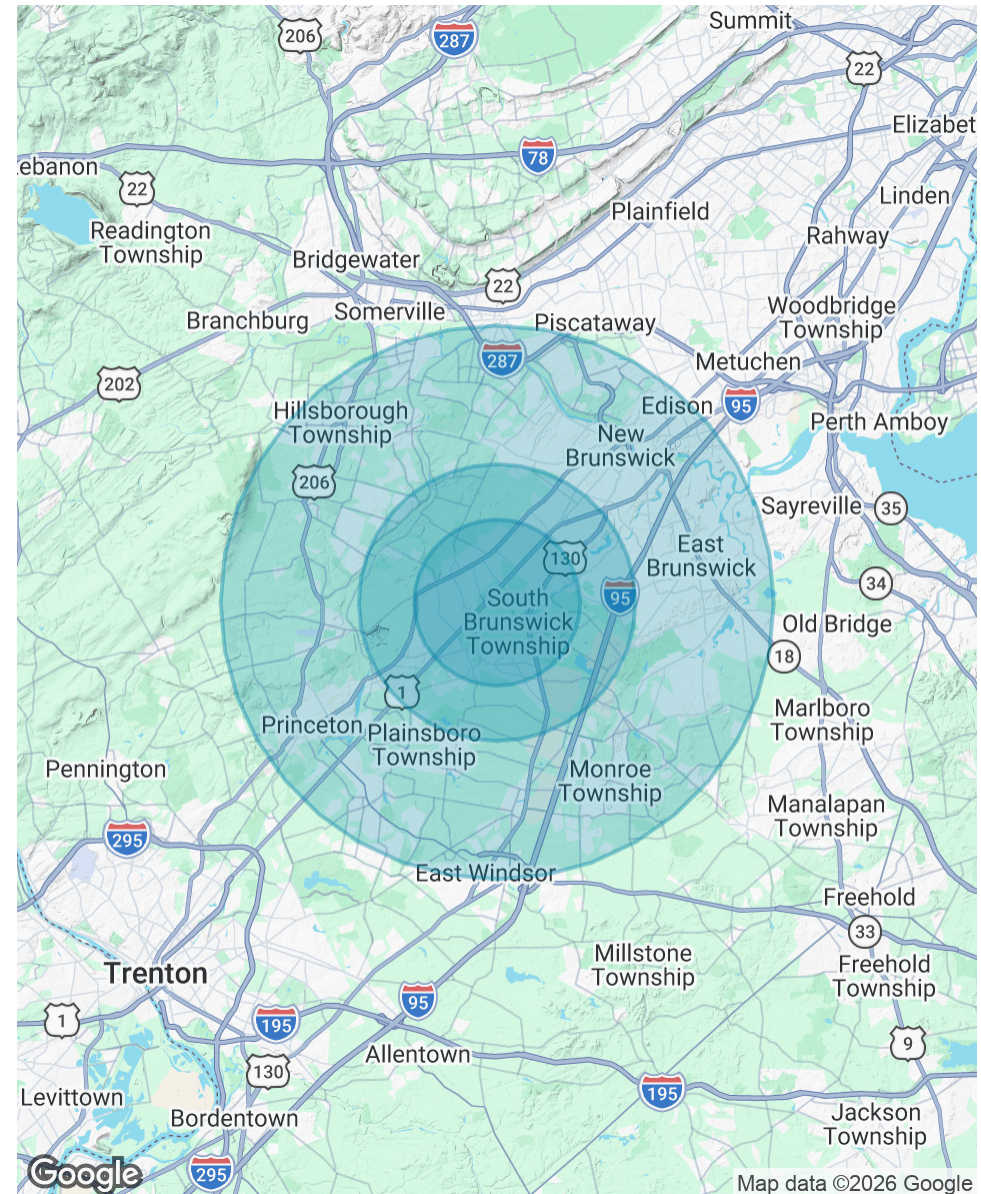 Summit
206
287
22
Elizabet
78
ebanon
22
Linden
Plainfield
Readington
Township
Rahway
Bridgewater
22
Somerville
Woodbridge
Township
Branchburg
Piscataway
287
Metuchen
202
Edison
95
Hillsborough
Township
Perth Amboy
New
Brunswick
206
Sayreville
35
East
Brunswick
130
34
South
Brunswick
Township
95
Old Bridge
18
1
Princeton
Plainsboro
Township
Marlboro
Township
Pennington
Monroe
Township
Manalapan
Township
295
East Windsor
Freehold
33
Millstone
Township
Freehold
Township
Trenton
95
1
195
9
Allentown
130
195
Levittown
Bordentown
Jackson
Township
295
Google
Map data ©2026 Google